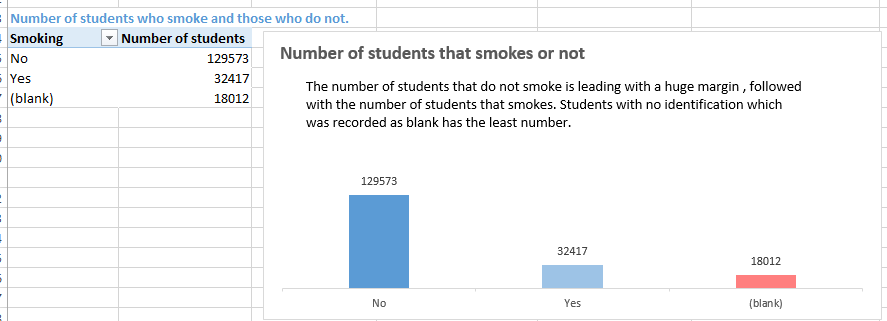 Number of students who smoke and those who do not.
Smoking Number of students
No 129573
Yes 32417
(blank) 18012
Number of students that smokes or not
The number of students that do not smoke is leading with a huge margin , followed
with the number of students that smokes. Students with no identification which
was recorded as blank has the least number.
129573
32417
18012
No Yes (blank)